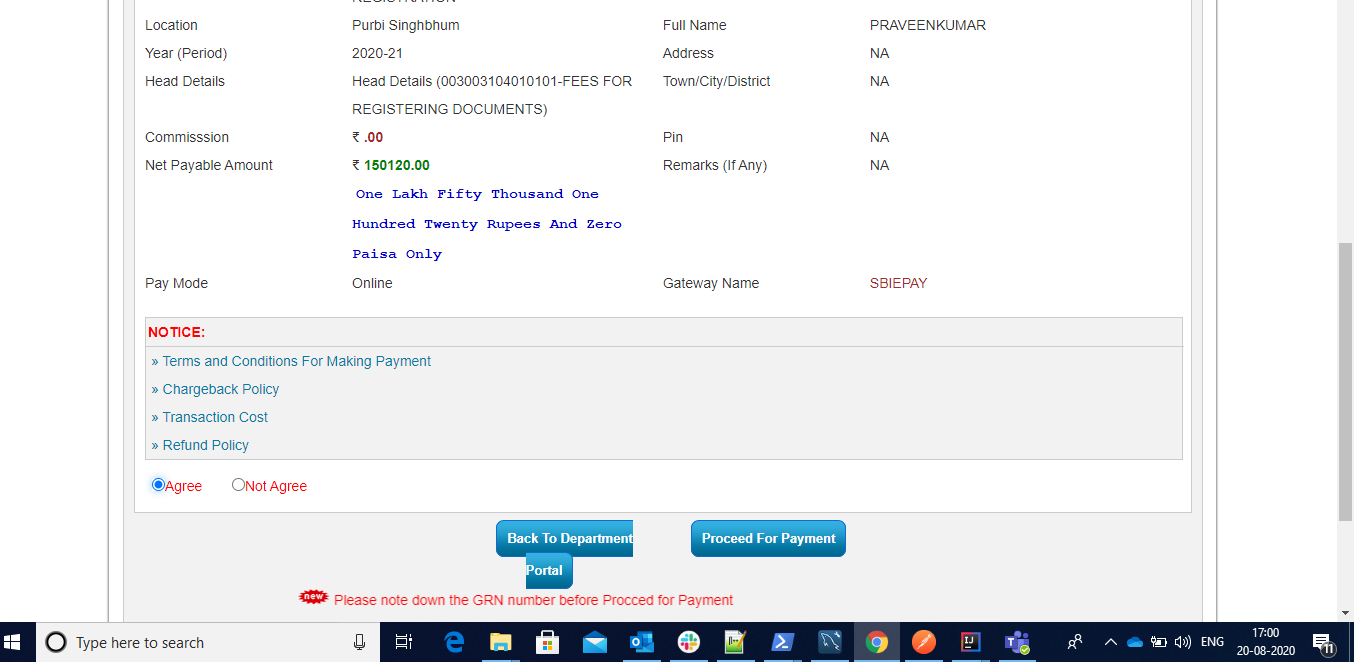 REGISTRATION
Location Purbi Singhbhum Full Name PRAVEENKUMAR
Year (Period) 2020-21 Address NA
Head Details Head Details (003003104010101-FEES FOR Town/City/District NA
REGISTERING DOCUMENTS)
Commisssion ₹ .00 Pin NA
Net Payable Amount ₹ 150120.00 Remarks (If Any) NA
One Lakh Fifty Thousand One
Hundred Twenty Rupees And Zero
Paisa Only
Pay Mode Online Gateway Name SBIEPAY
NOTICE:
» Terms and Conditions For Making Payment
» Chargeback Policy
» Transaction Cost
» Refund Policy
Agree Not Agree
Back To Department Proceed For Payment
Portal
new Please note down the GRN number before Procced for Payment
Type here to search
ENG 17:00
20-08-2020
11